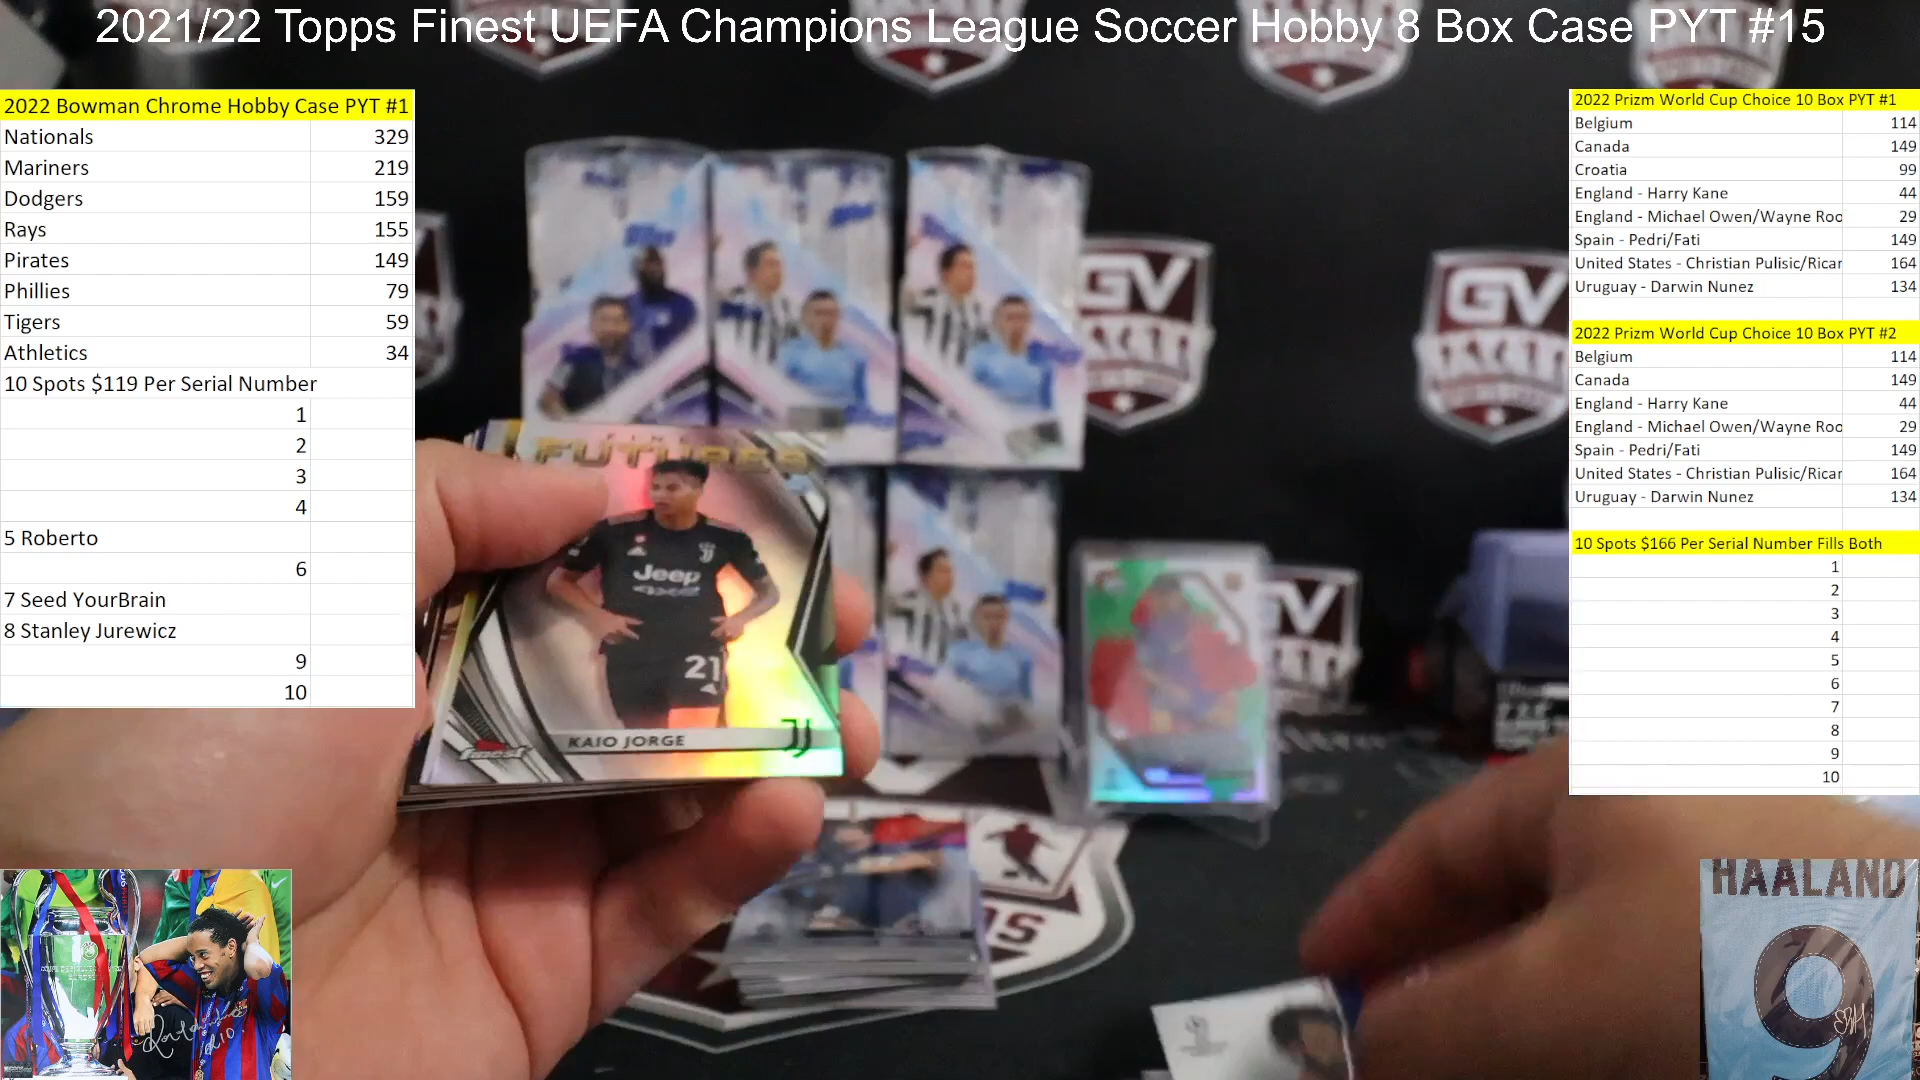 2021/22 Topps Finest UEFA Champions League Soccer Hobby 8 Box Case PYT #15
2022 Bowman Chrome Hobby Case PYT #1
Nationals 329
Mariners 219
Dodgers 159
Rays 155
Pirates 149
Phillies 79
Tigers 59
Athletics 34
10 Spots $119 Per Serial Number
1
2
3
4
5 Roberto
6
7 Seed YourBrain
8 Stanley Jurewicz
9
10
2022 Prizm World Cup Choice 10 Box PYT #1
Belgium 114
Canada 149
Croatia 99
England - Harry Kane 44
England - Michael Owen/Wayne Roo 29
Spain - Pedri/Fati 149
United States - Christian Pulisic/Ricar 164
Uruguay - Darwin Nunez 134
2022 Prizm World Cup Choice 10 Box PYT #2
Belgium 114
Canada 149
England - Harry Kane 44
England - Michael Owen/Wayne Roo 29
Spain - Pedri/Fati 149
United States - Christian Pulisic/Ricar 164
Uruguay - Darwin Nunez 134
10 Spots $166 Per Serial Number Fills Both
1
2
3
4
5
6
7
8
9
10
GV
GV
FUTURES
Jeep
21
Finest
KAIO JORGE
HAALAND
9